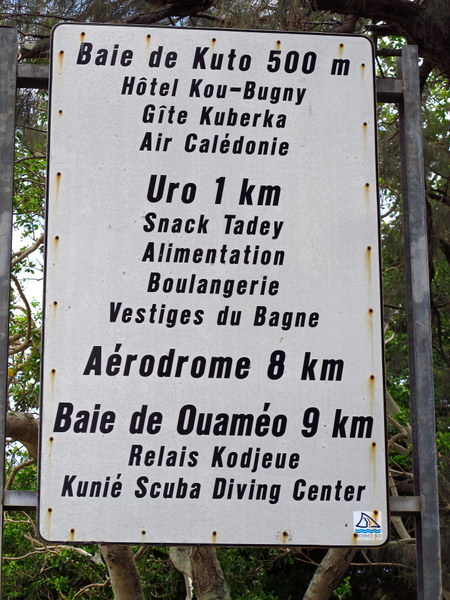 Baie de Kuto 500 m
Hôtel Kou-Bugny
Gîte Kuberka
Air Calédonie
Uro 1 km
Snack Tadey
Alimentation
Boulangerie
Vestiges du Bagne
Aérodrome 8 km
Baie de Ouaméo 9 km
Relais Kodjeue
Kunié Scuba Diving Center